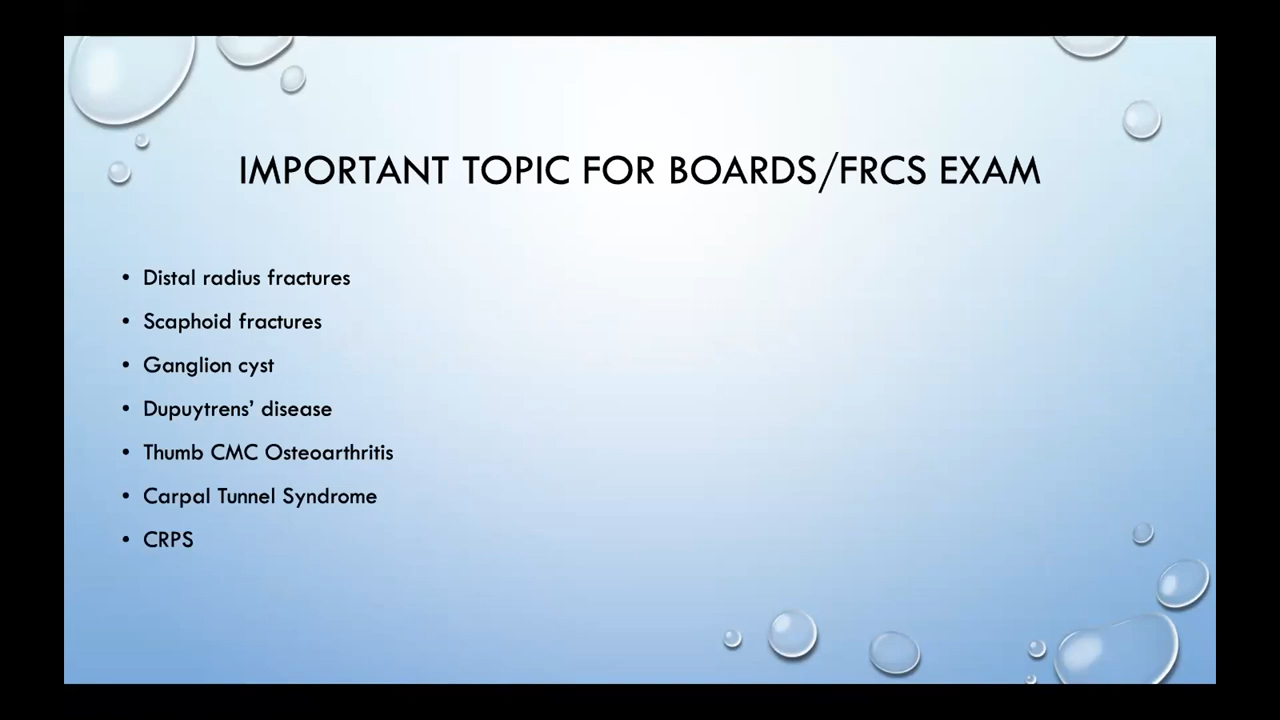 IMPORTANT TOPIC FOR BOARDS/FRCS EXAM
• Distal radius fractures
• Scaphoid fractures
• Ganglion cyst
• Dupuytrens’ disease
• Thumb CMC Osteoarthritis
• Carpal Tunnel Syndrome
• CRPS